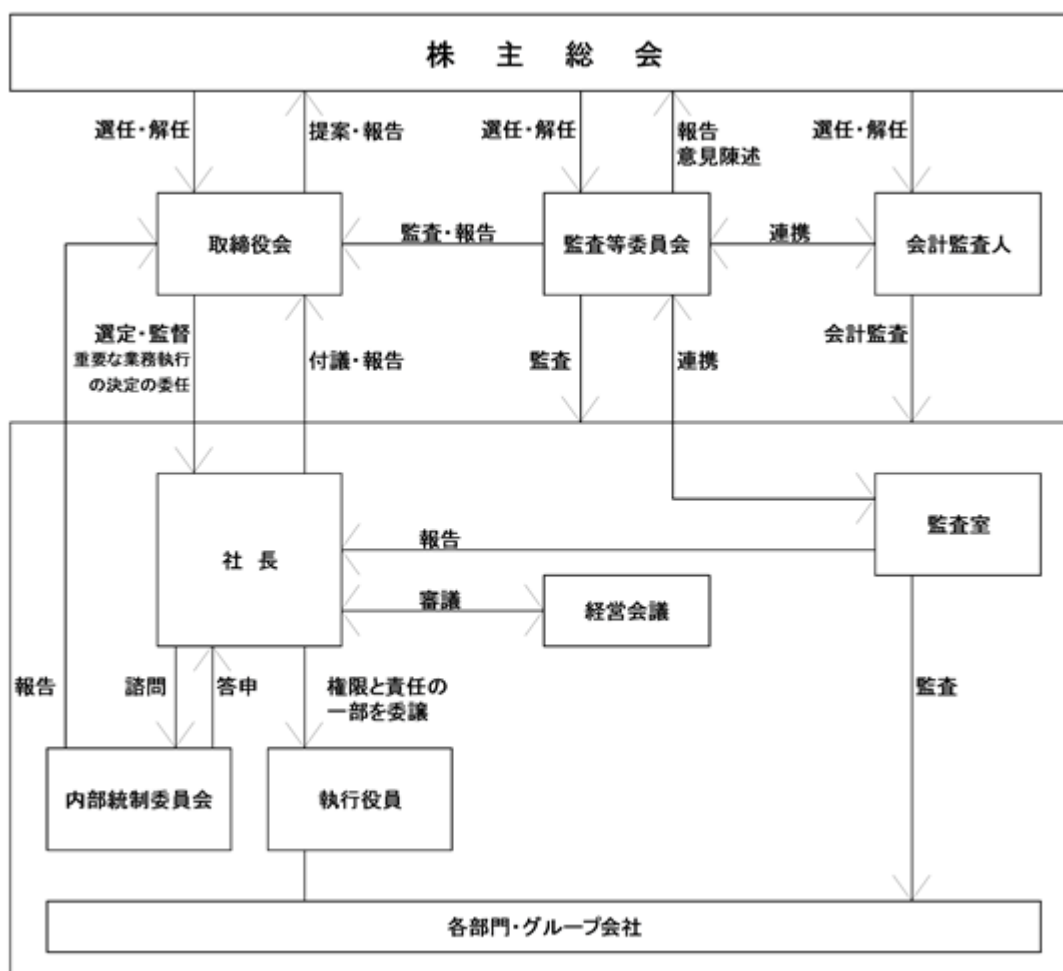 株主総会
選任・解任
提案・報告
選任・解任
報告
意見陳述
選任・解任
取締役会
監査・報告
監査等委員会
連携
会計監査人
選定・監督
重要な業務執行
の決定の委任
付議・報告
監査
連携
会計監査
社長
報告
監査室
審議
経営会議
報告
諮問
答申
権限と責任の
一部を委譲
監査
内部統制委員会
執行役員
各部門・グループ会社